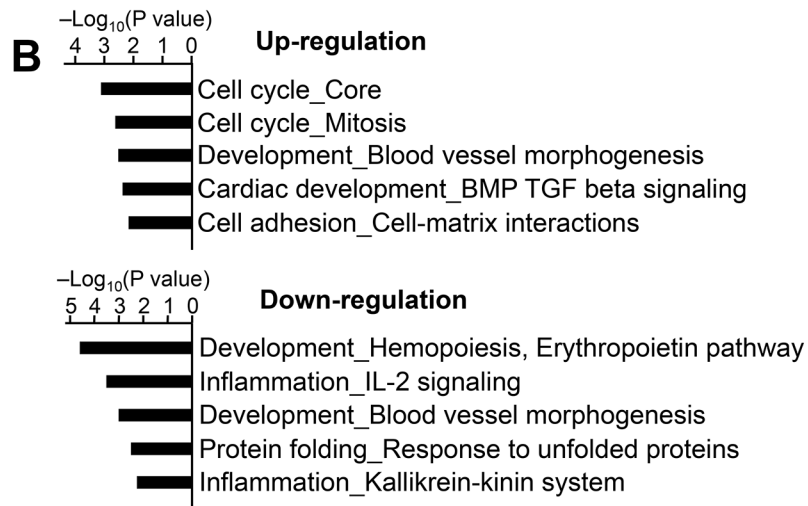 B
–Log10(P value)
4 3 2 1 0
Up-regulation
Cell cycle_Core
Cell cycle_Mitosis
Development_Blood vessel morphogenesis
Cardiac development_BMP TGF beta signaling
Cell adhesion_Cell-matrix interactions
–Log10(P value)
5 4 3 2 1 0
Down-regulation
Development_Hemopoiesis, Erythropoietin pathway
Inflammation_IL-2 signaling
Development_Blood vessel morphogenesis
Protein folding_Response to unfolded proteins
Inflammation_Kallikrein-kinin system